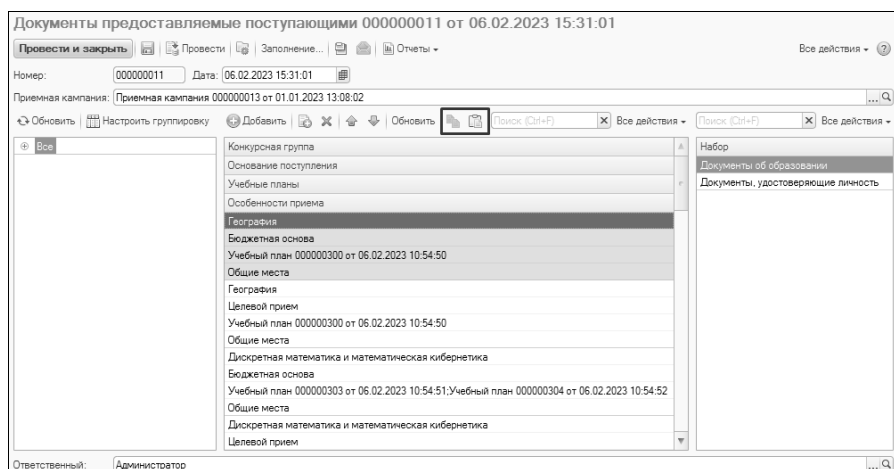 Документы предоставляемые поступающими 000000011 от 06.02.2023 15:31:01
Провести и закрыть Провести Заполнение... Отчеты Все действия ?
Номер: 000000011 Дата: 06.02.2023 15:31:01
Приемная кампания: Приемная кампания 000000013 от 01.01.2023 13:08:02 ...
Обновить Настроить группировку Добавить Обновить Поиск (Ctrl+F) Все действия Поиск (Ctrl+F) Все действия
Все
Конкурсная группа
Основание поступления
Учебные планы
Особенности приема
География
Бюджетная основа
Учебный план 000000300 от 06.02.2023 10:54:50
Общие места
География
Целевой прием
Учебный план 000000300 от 06.02.2023 10:54:50
Общие места
Дискретная математика и математическая кибернетика
Бюджетная основа
Учебный план 000000303 от 06.02.2023 10:54:51;Учебный план 000000304 от 06.02.2023 10:54:52
Общие места
Дискретная математика и математическая кибернетика
Целевой прием
Набор
Документы об образовании
Документы, удостоверяющие личность
Ответственный: Администратор ...